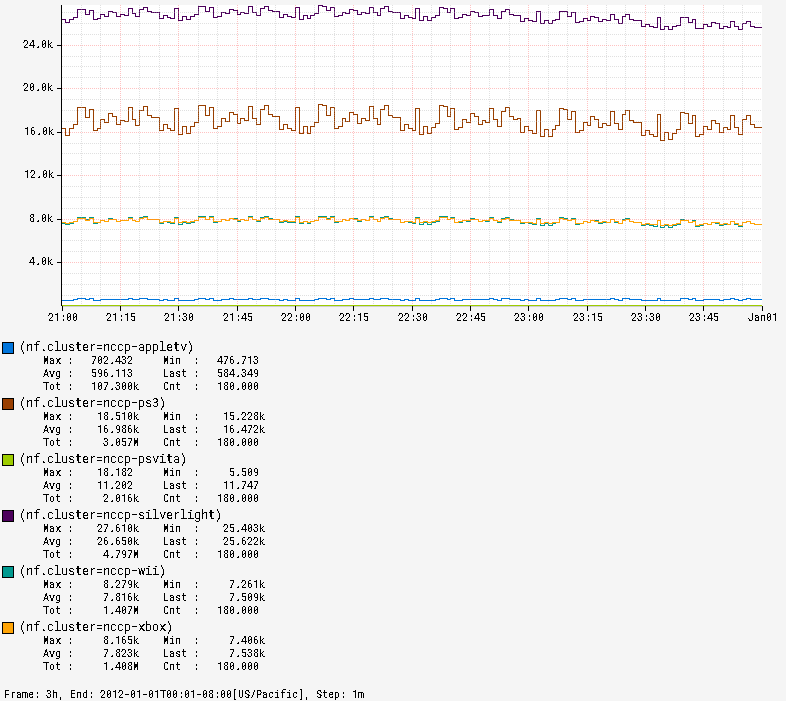 24.0k
20.0k
16.0k
12.0k
8.0k
4.0k
21:00 21:15 21:30 21:45 22:00 22:15 22:30 22:45 23:00 23:15 23:30 23:45 Jan01
(nf.cluster=nccp-appletv)
Max : 702.432 Min : 476.713
Avg : 596.113 Last : 584.349
Tot : 107.300k Cnt : 180.000
(nf.cluster=nccp-ps3)
Max : 18.510k Min : 15.228k
Avg : 16.986k Last : 16.472k
Tot : 3.057M Cnt : 180.000
(nf.cluster=nccp-psvita)
Max : 18.182 Min : 5.509
Avg : 11.202 Last : 11.747
Tot : 2.016k Cnt : 180.000
(nf.cluster=nccp-silverlight)
Max : 27.610k Min : 25.403k
Avg : 26.650k Last : 25.622k
Tot : 4.797M Cnt : 180.000
(nf.cluster=nccp-wii)
Max : 8.279k Min : 7.261k
Avg : 7.816k Last : 7.509k
Tot : 1.407M Cnt : 180.000
(nf.cluster=nccp-xbox)
Max : 8.165k Min : 7.406k
Avg : 7.823k Last : 7.538k
Tot : 1.408M Cnt : 180.000
Frame: 3h, End: 2012-01-01T00:01-08:00[US/Pacific], Step: 1m